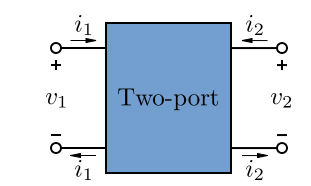 i₁ i₂
+ +
v₁ Two-port v₂
− −
i₁ i₂